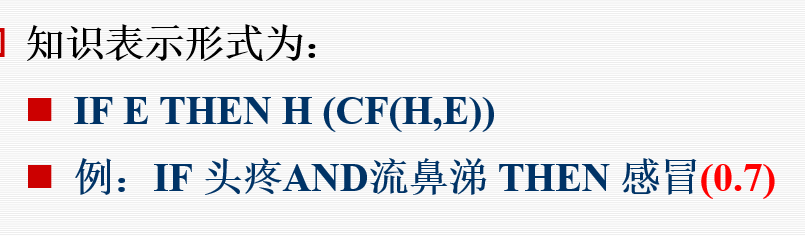 知识表示形式为：
IF E THEN H (CF(H,E))
例：IF 头疼AND流鼻涕 THEN 感冒(0.7)